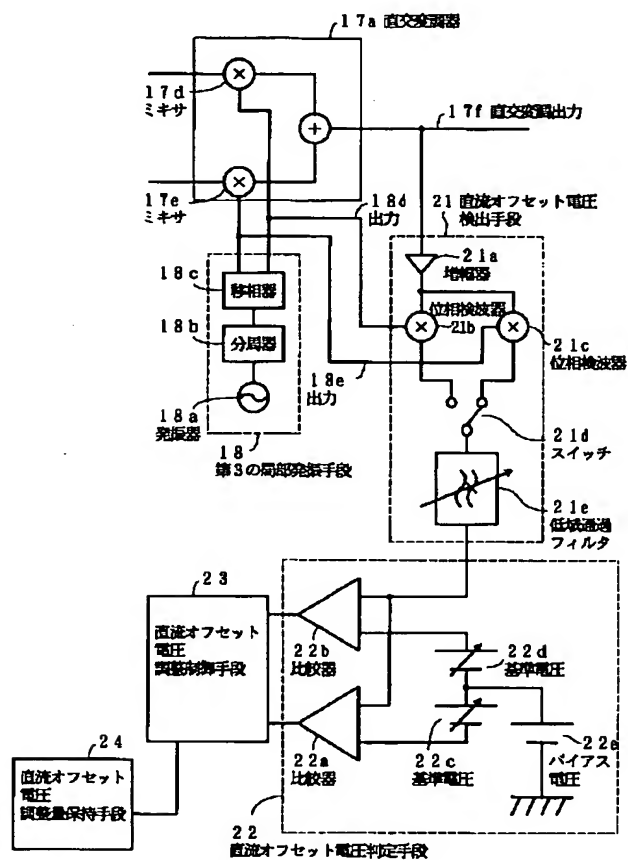 17a 直交変調器
17d
ミキサ
17f 直交変調出力
17e
ミキサ
18d
出力
21 直流オフセット電圧
検出手段
21a
増幅器
18c
移相器
位相検波器
21b
18b
分周器
21c
位相検波器
18e
出力
18a
発振器
21d
スイッチ
18
第3の局部発振手段
21e
低域通過
フィルタ
23
直流オフセット
電圧
調整制御手段
22b
比較器
22d
基準電圧
24
直流オフセット
電圧
調整量保持手段
22a
比較器
22c
基準電圧
22e
バイアス
電圧
22
直流オフセット電圧判定手段